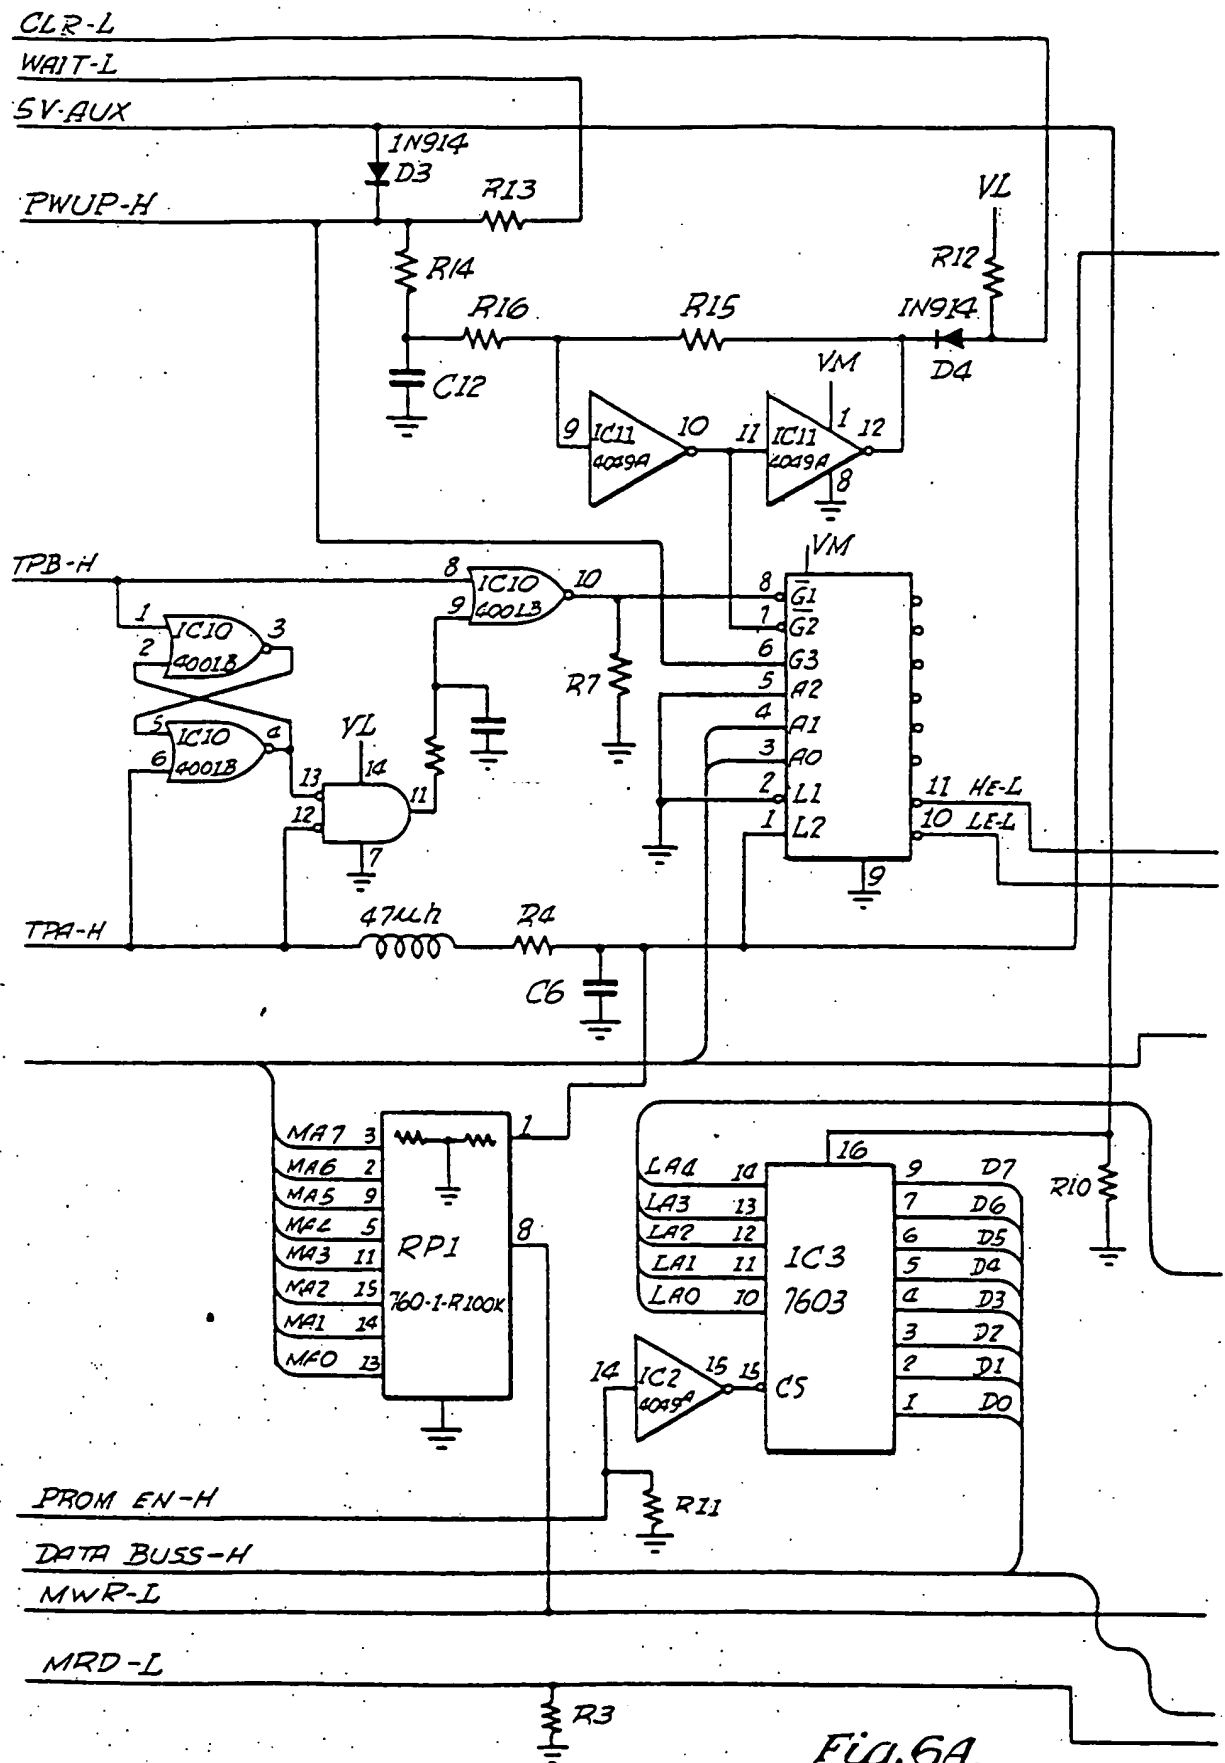 CLR-L
WAIT-L
5V-AUX
1N914
D3
PWUP-H
R13
VL
R14
R12
R16
R15
1N914
D4
C12
VM
9
IC11
4049A
10
11
IC11
4049A
1
12
8
VM
TPB-H
8
IC10
4001B
9
10
8
G1
7
G2
6
G3
5
A2
4
A1
3
A0
2
L1
1
L2
11
HE-L
10
LE-L
9
1
2
IC10
4001B
3
R7
5
6
IC10
4001B
4
VL
14
13
12
11
7
TPA-H
47µh
R4
C6
MA7
3
MA6
2
MA5
9
MA4
5
MA3
11
MA2
15
MA1
14
MA0
13
1
8
RP1
760-1-R100K
16
LA4
14
LA3
13
LA2
12
LA1
11
LA0
10
IC3
7603
9
D7
7
D6
6
D5
5
D4
4
D3
3
D2
2
D1
1
D0
R10
14
IC2
4049A
15
15
CS
PROM EN-H
R11
DATA BUSS-H
MWR-L
MRD-L
R3
Fig.6A